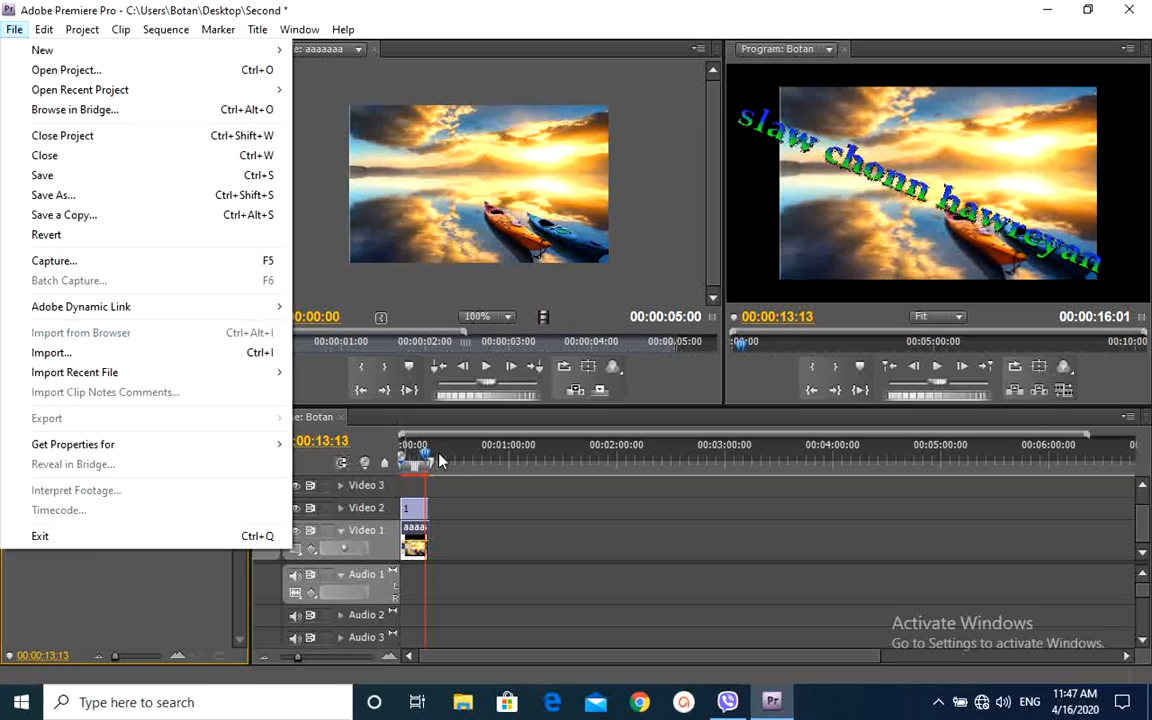 Adobe Premiere Pro - C:\Users\Botan\Desktop\Second *
File Edit Project Clip Sequence Marker Title Window Help
New
Open Project... Ctrl+O
Open Recent Project
Browse in Bridge... Ctrl+Alt+O
Close Project Ctrl+Shift+W
Close Ctrl+W
Save Ctrl+S
Save As... Ctrl+Shift+S
Save a Copy... Ctrl+Alt+S
Revert
Capture... F5
Batch Capture... F6
Adobe Dynamic Link
Import from Browser Ctrl+Alt+I
Import... Ctrl+I
Import Recent File
Import Clip Notes Comments...
Export
Get Properties for
Reveal in Bridge...
Interpret Footage...
Timecode...
Exit Ctrl+Q
00:00:13:13
e: aaaaaaa
0:00:00 100% 00:00:05:00
00:00:01:00 00:00:02:00 00:00:03:00 00:00:04:00 00:00:05:00
Program: Botan
slaw chonn hawreyan
00:00:13:13 Fit 00:00:16:01
:00:00 00:05:00:00 00:10:00
e: Botan
00:13:13
:00:00 00:01:00:00 00:02:00:00 00:03:00:00 00:04:00:00 00:05:00:00 00:06:00:00 00
Video 3
Video 2 1
Video 1 aaaa
Audio 1 L R
Audio 2
Audio 3
Activate Windows
Go to Settings to activate Windows.
Type here to search
ENG
11:47 AM
4/16/2020